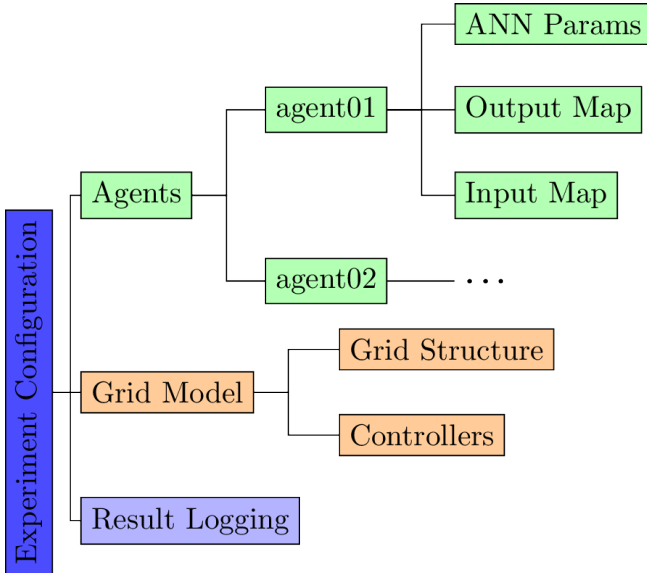 ANN Params
agent01
Output Map
Agents
Input Map
agent02
...
Experiment Configuration
Grid Structure
Grid Model
Controllers
Result Logging